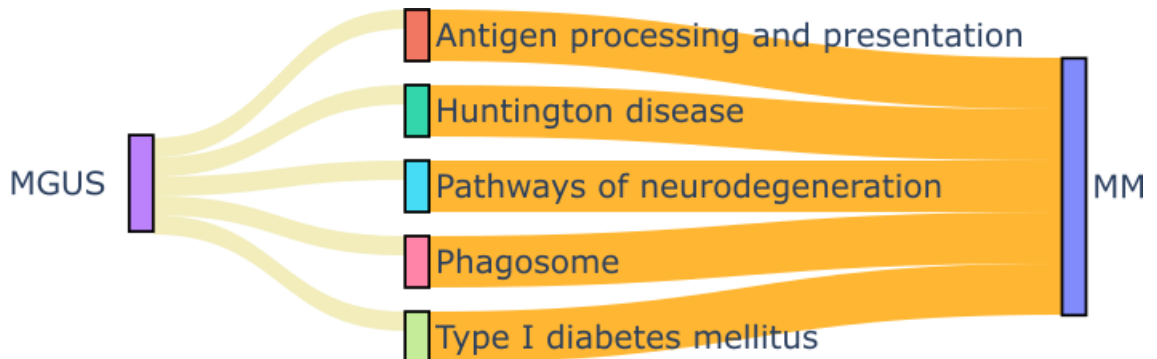 Antigen processing and presentation
Huntington disease
MGUS
Pathways of neurodegeneration
MM
Phagosome
Type I diabetes mellitus